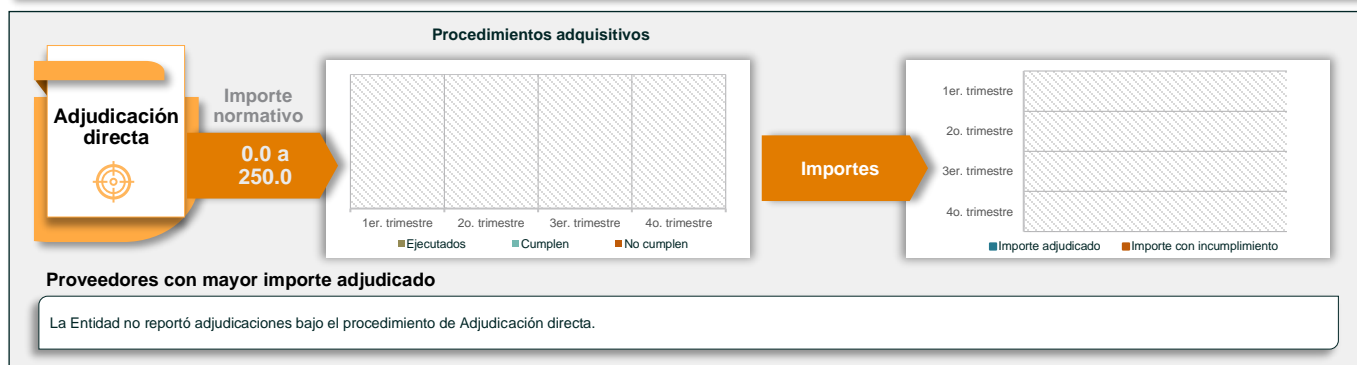 Procedimientos adquisitivos
Adjudicación
directa
Importe
normativo
0.0 a
250.0
1er. trimestre 2o. trimestre 3er. trimestre 4o. trimestre
Ejecutados Cumplen No cumplen
Importes
1er. trimestre
2o. trimestre
3er. trimestre
4o. trimestre
Importe adjudicado Importe con incumplimiento
Proveedores con mayor importe adjudicado
La Entidad no reportó adjudicaciones bajo el procedimiento de Adjudicación directa.